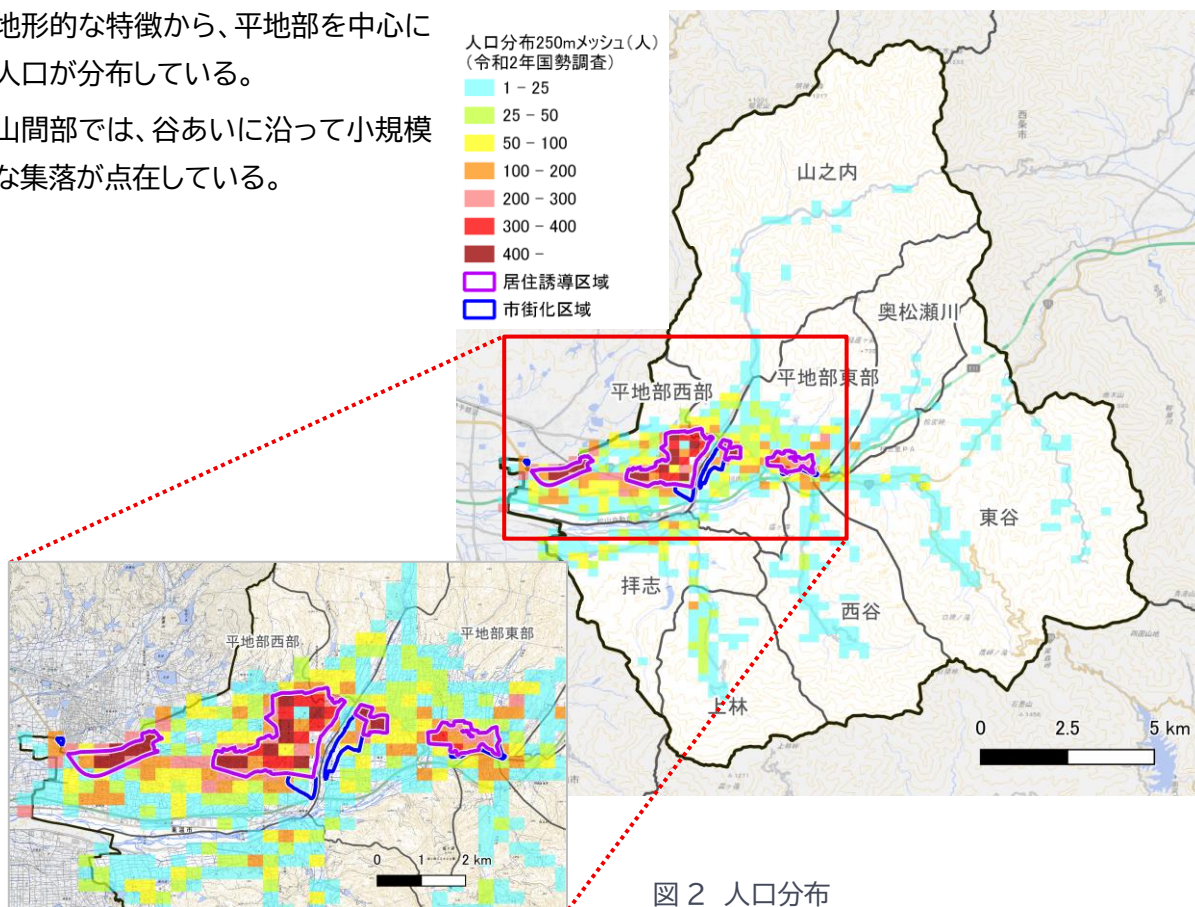 地形的な特徴から、平地部を中心に
人口が分布している。
山間部では、谷あいに沿って小規模
な集落が点在している。
人口分布250mメッシュ(人)
(令和2年国勢調査)
1 - 25
25 - 50
50 - 100
100 - 200
200 - 300
300 - 400
400 -
居住誘導区域
市街化区域
西条市
山之内
奥松瀬川
平地部西部
平地部東部
東谷
拝志
西谷
上林
0 2.5 5 km
平地部西部
平地部東部
東温市
0 1 2 km
図2 人口分布